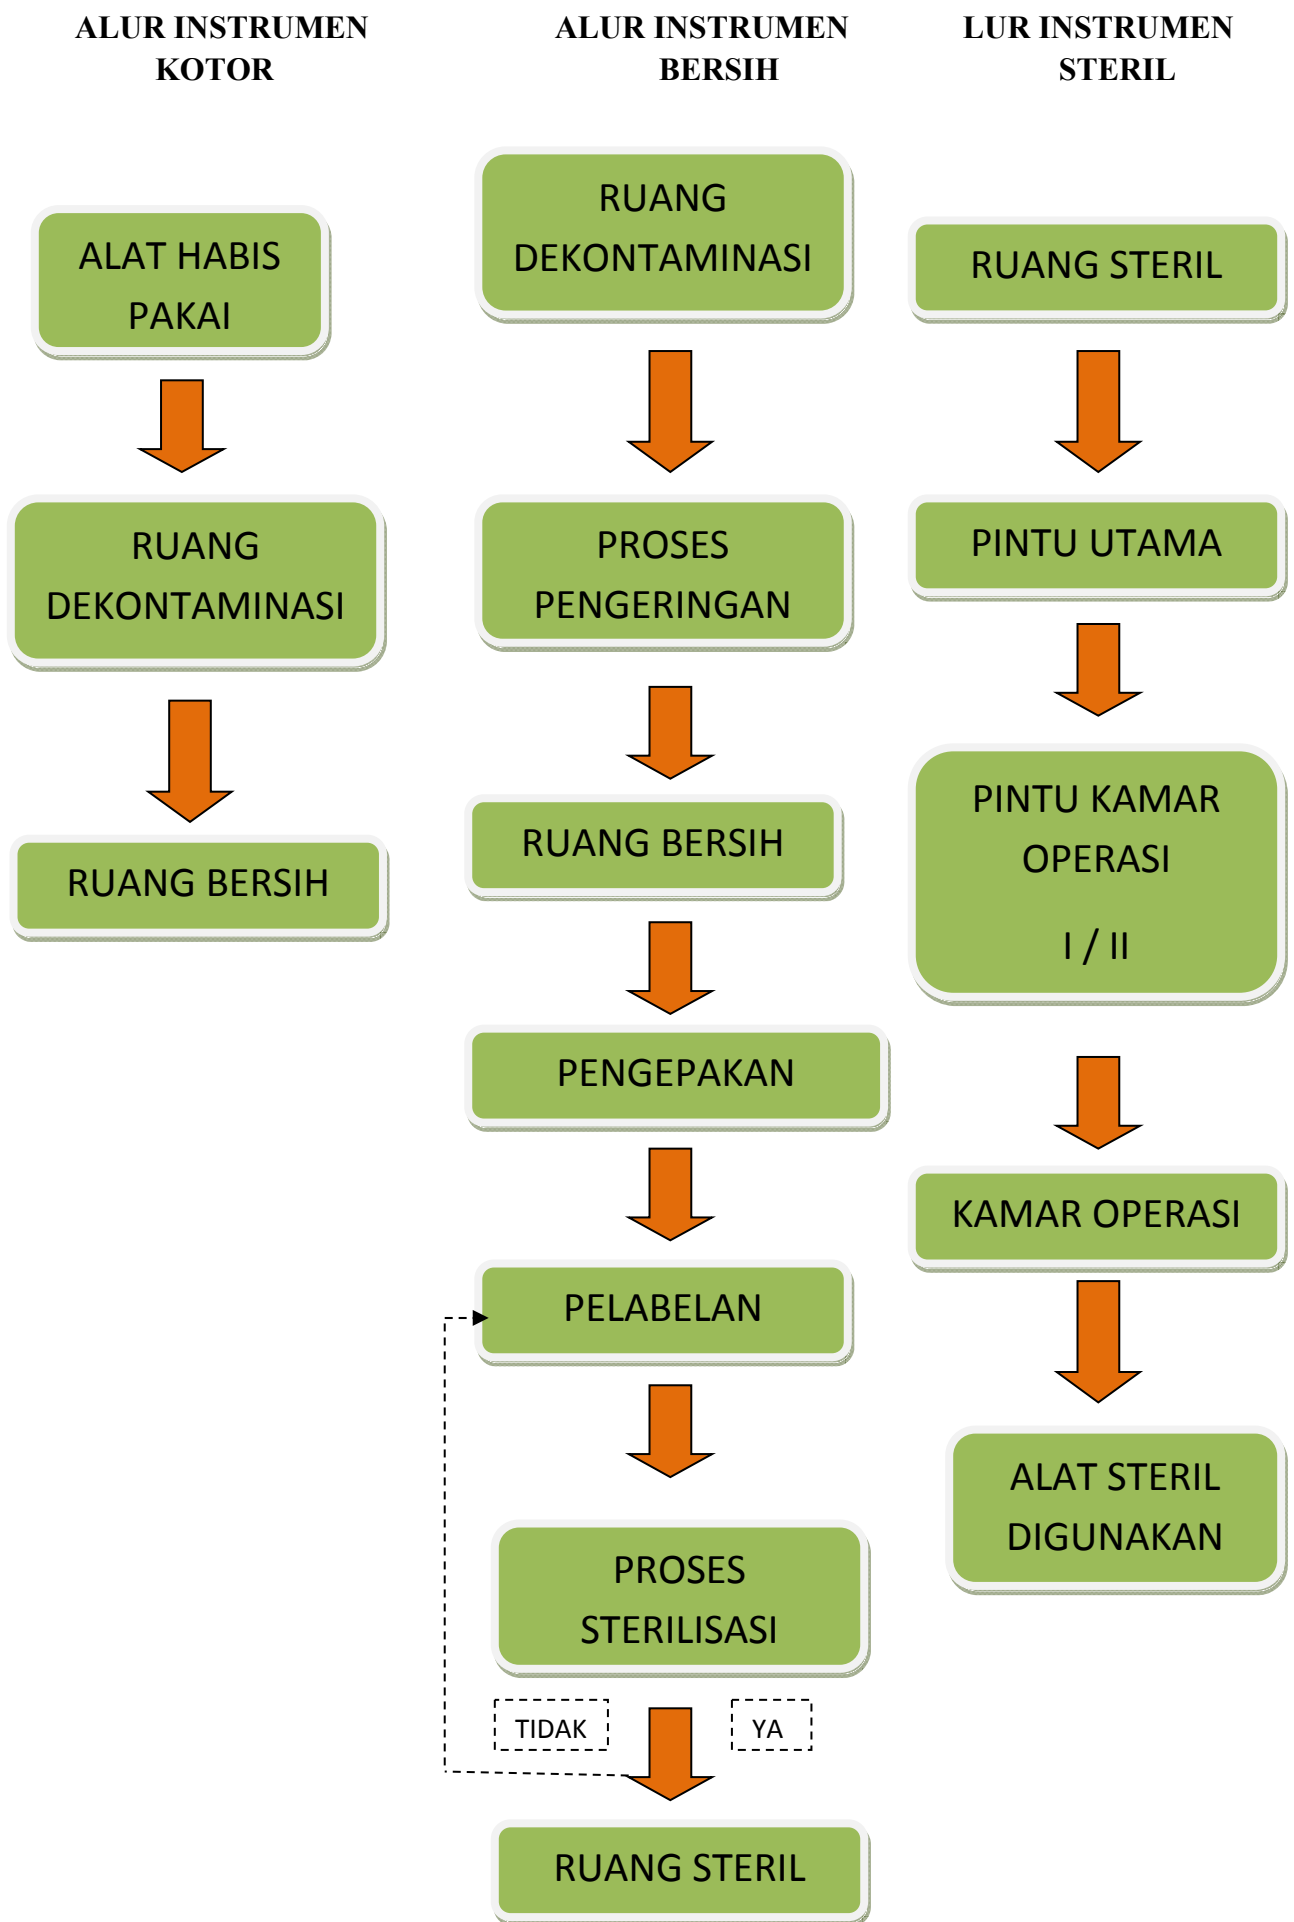 ALUR INSTRUMEN
KOTOR
ALAT HABIS
PAKAI
RUANG
DEKONTAMINASI
RUANG BERSIH
ALUR INSTRUMEN
BERSIH
RUANG
DEKONTAMINASI
PROSES
PENGERINGAN
RUANG BERSIH
PENGEPAKAN
PELABELAN
PROSES
STERILISASI
TIDAK
YA
RUANG STERIL
LUR INSTRUMEN
STERIL
RUANG STERIL
PINTU UTAMA
PINTU KAMAR
OPERASI
I / II
KAMAR OPERASI
ALAT STERIL
DIGUNAKAN